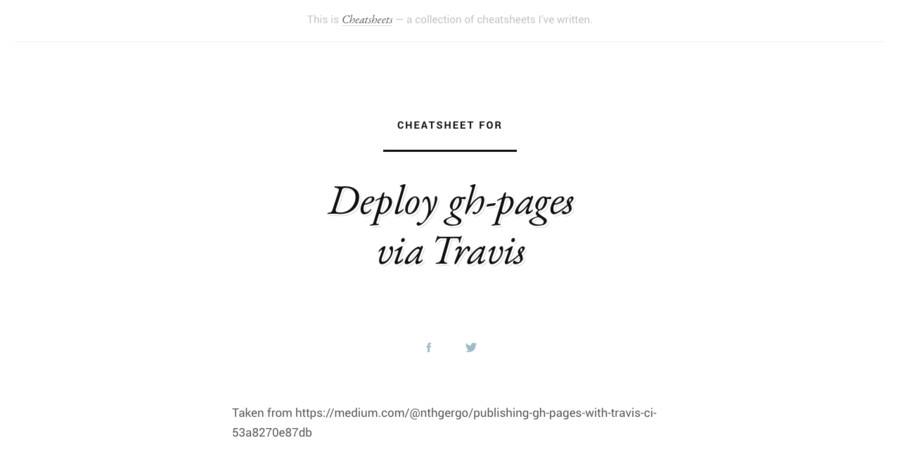 This is Cheatsheets — a collection of cheatsheets I've written.
CHEATSHEET FOR
Deploy gh-pages
via Travis
Taken from https://medium.com/@nthgergo/publishing-gh-pages-with-travis-ci-
53a8270e87db